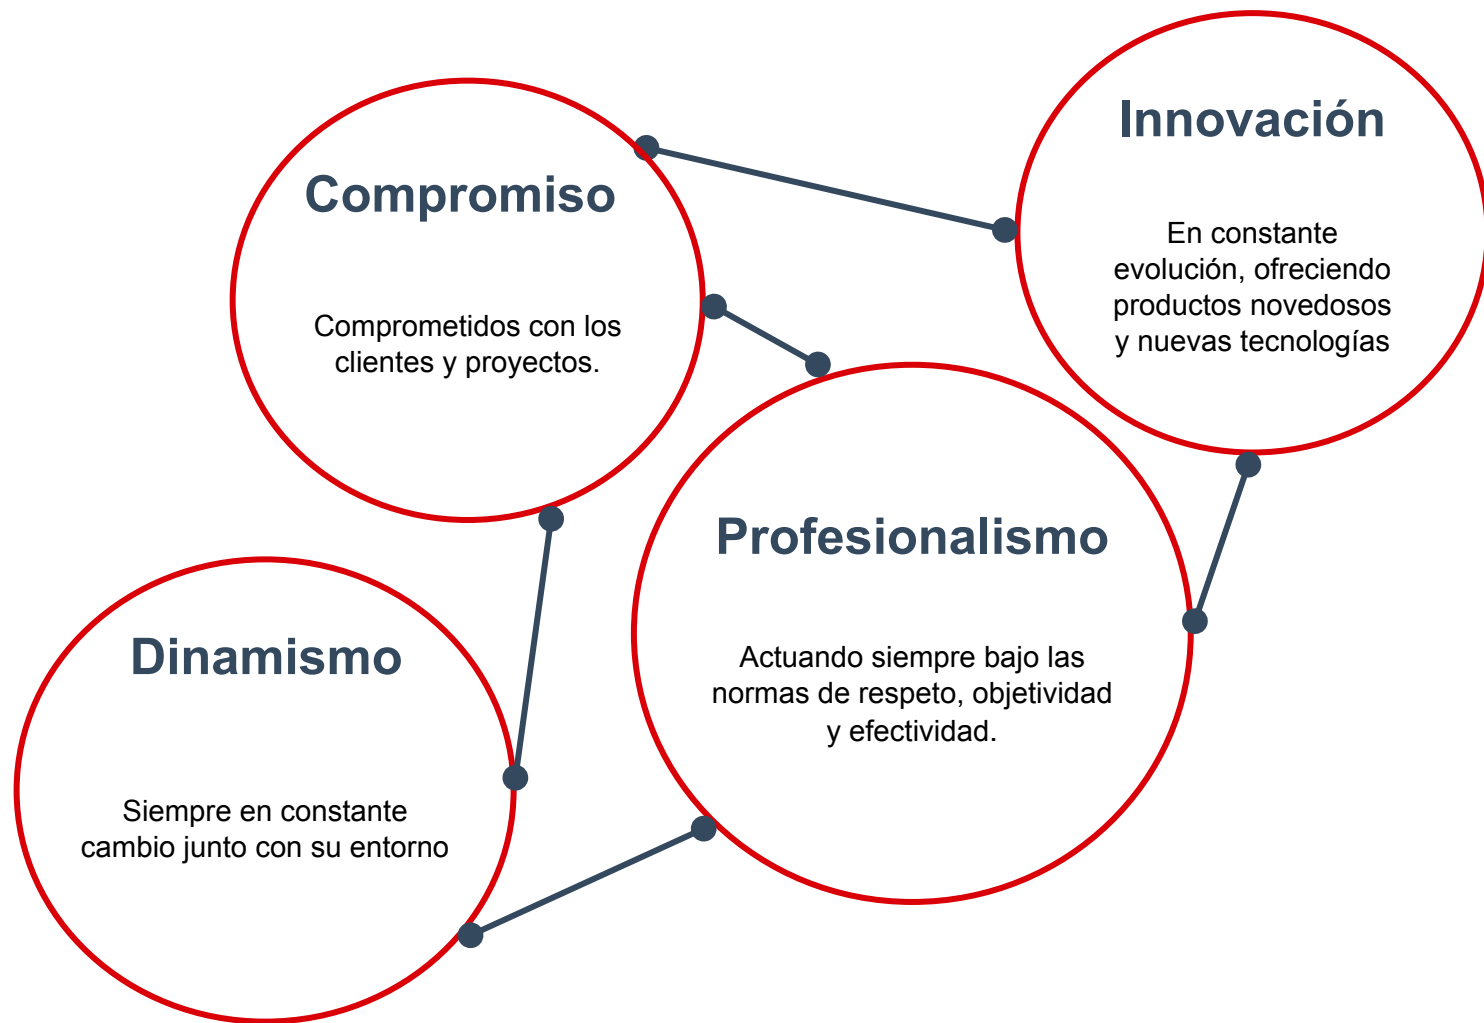 Compromiso
Comprometidos con los
clientes y proyectos.
Innovación
En constante
evolución, ofreciendo
productos novedosos
y nuevas tecnologías
Dinamismo
Siempre en constante
cambio junto con su entorno
Profesionalismo
Actuando siempre bajo las
normas de respeto, objetividad
y efectividad.